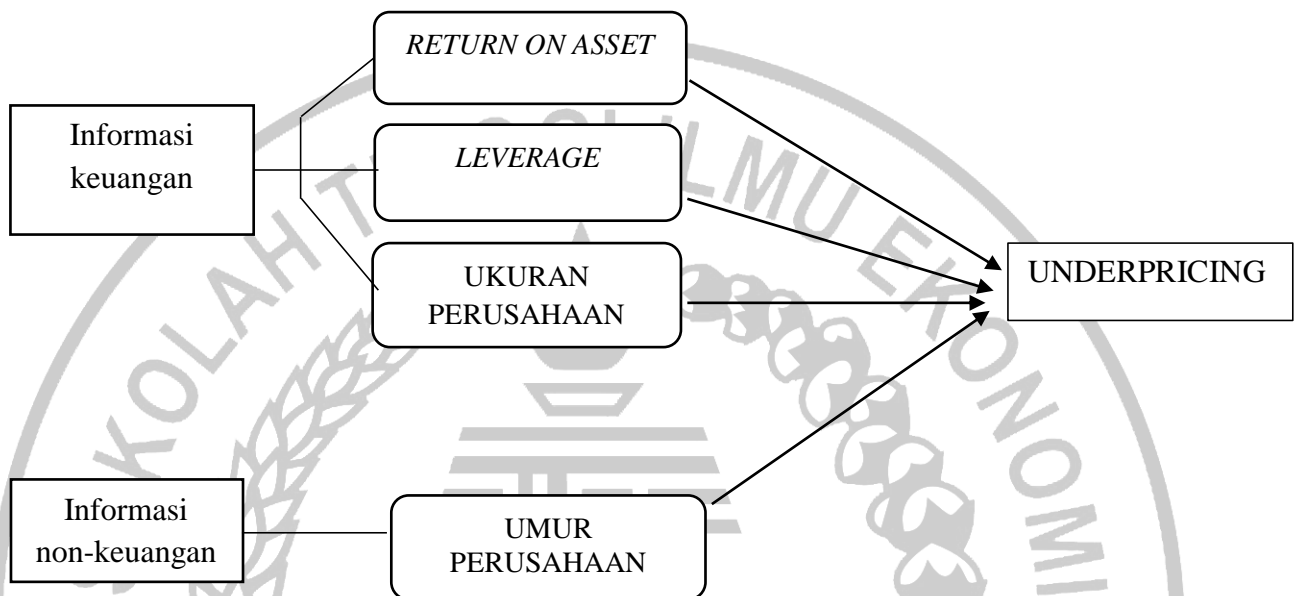 RETURN ON ASSET
Informasi
keuangan
LEVERAGE
UKURAN
PERUSAHAAN
UNDERPRICING
Informasi
non-keuangan
UMUR
PERUSAHAAN